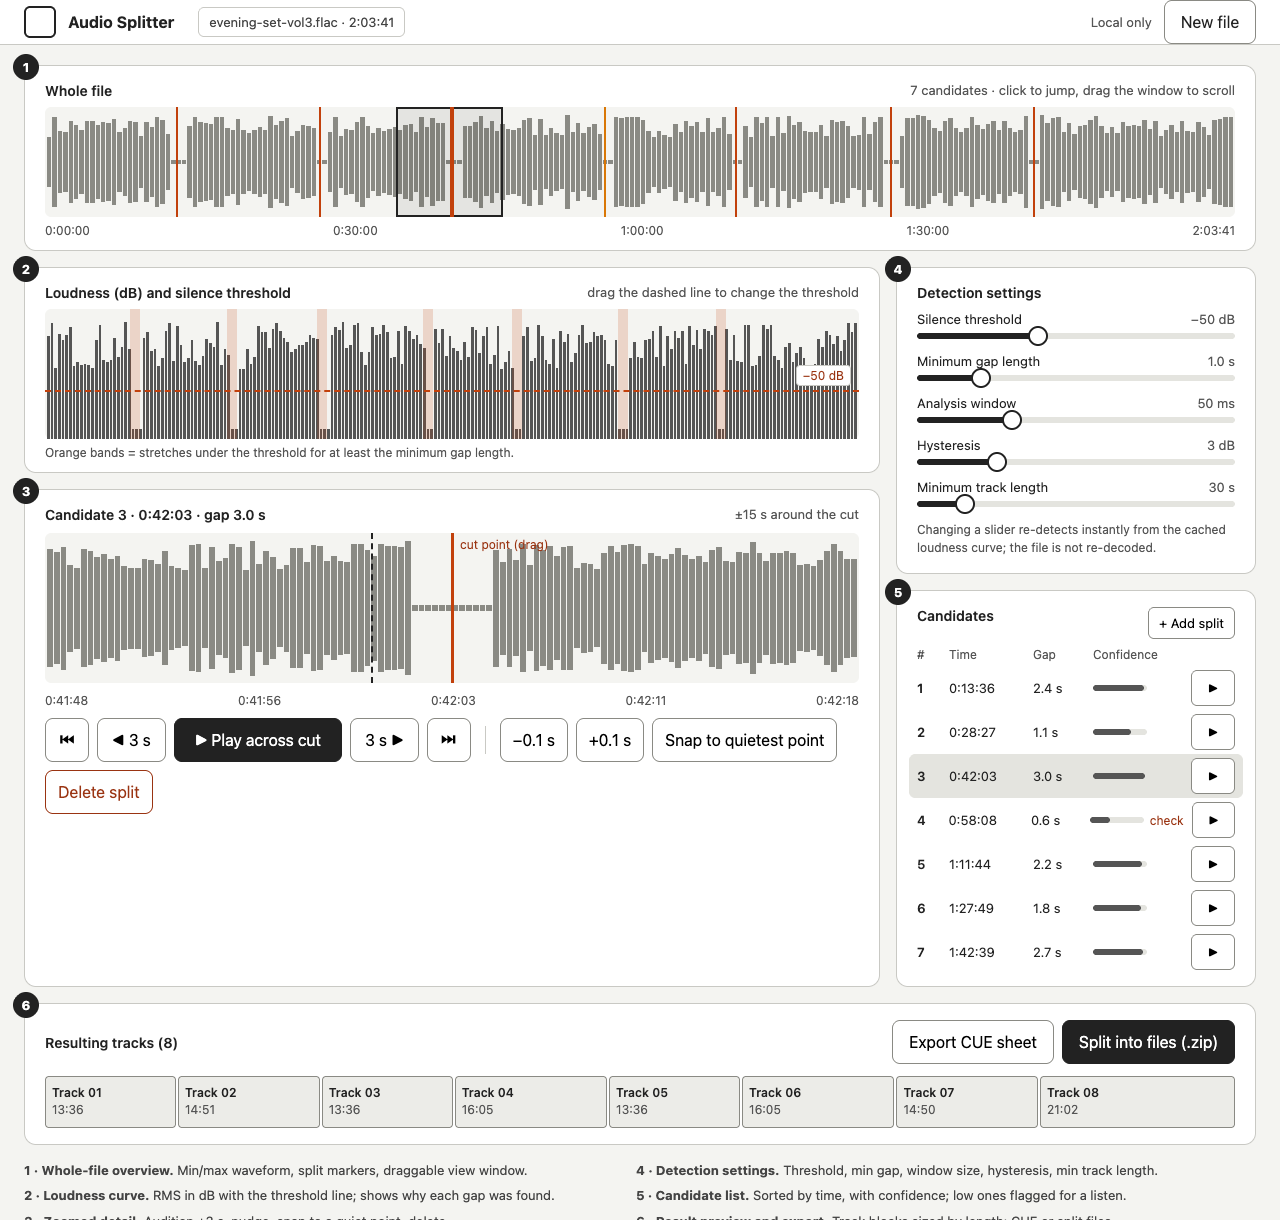 Audio Splitter
evening-set-vol3.flac · 2:03:41
Local only
New file
1
Whole file
7 candidates · click to jump, drag the window to scroll
0:00:00
0:30:00
1:00:00
1:30:00
2:03:41
2
Loudness (dB) and silence threshold
drag the dashed line to change the threshold
−50 dB
Orange bands = stretches under the threshold for at least the minimum gap length.
3
Candidate 3 · 0:42:03 · gap 3.0 s
±15 s around the cut
cut point (drag)
0:41:48
0:41:56
0:42:03
0:42:11
0:42:18
⏮
◀ 3 s
▶ Play across cut
3 s ▶
⏭
−0.1 s
+0.1 s
Snap to quietest point
Delete split
4
Detection settings
Silence threshold −50 dB
Minimum gap length 1.0 s
Analysis window 50 ms
Hysteresis 3 dB
Minimum track length 30 s
Changing a slider re-detects instantly from the cached
loudness curve; the file is not re-decoded.
5
Candidates
+ Add split
# Time Gap Confidence
1 0:13:36 2.4 s ▶
2 0:28:27 1.1 s ▶
3 0:42:03 3.0 s ▶
4 0:58:08 0.6 s check ▶
5 1:11:44 2.2 s ▶
6 1:27:49 1.8 s ▶
7 1:42:39 2.7 s ▶
6
Resulting tracks (8)
Export CUE sheet
Split into files (.zip)
Track 01
13:36
Track 02
14:51
Track 03
13:36
Track 04
16:05
Track 05
13:36
Track 06
16:05
Track 07
14:50
Track 08
21:02
1 · Whole-file overview. Min/max waveform, split markers, draggable view window.
2 · Loudness curve. RMS in dB with the threshold line; shows why each gap was found.
4 · Detection settings. Threshold, min gap, window size, hysteresis, min track length.
5 · Candidate list. Sorted by time, with confidence; low ones flagged for a listen.